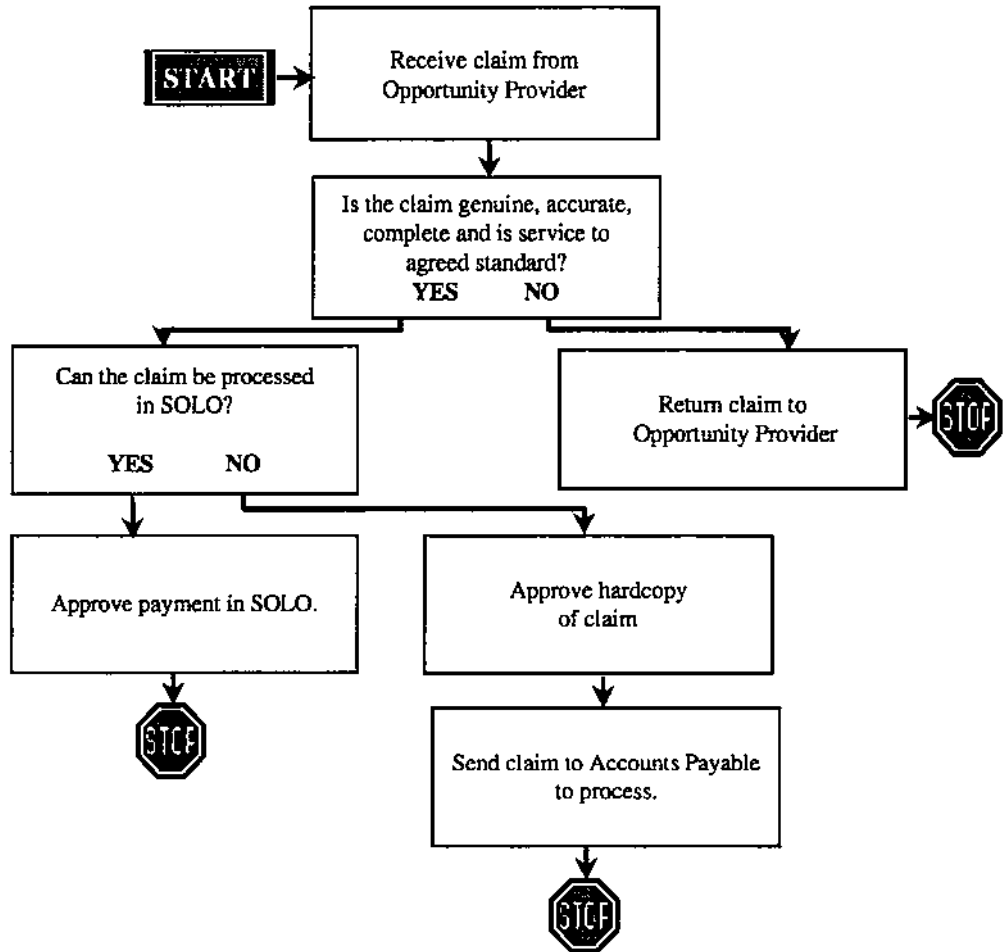 START
Receive claim from
Opportunity Provider
Is the claim genuine, accurate,
complete and is service to
agreed standard?
YES NO
Can the claim be processed
in SOLO?
YES NO
Return claim to
Opportunity Provider
STOP
Approve payment in SOLO.
STOP
Approve hardcopy
of claim
Send claim to Accounts Payable
to process.
STOP